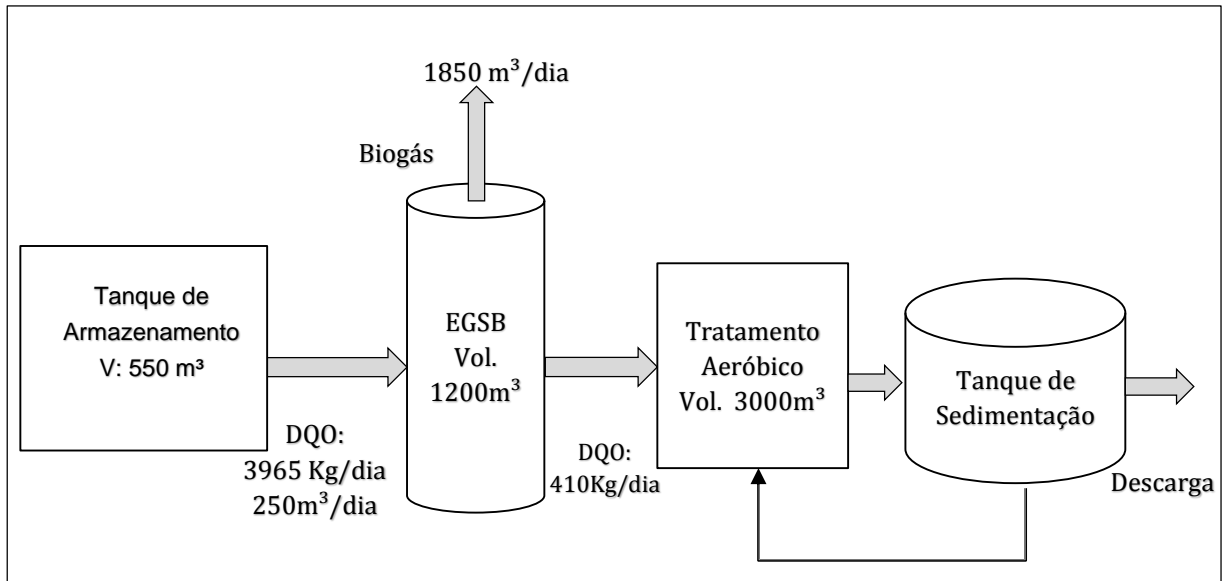 1850 m³/dia
Biogás
Tanque de
Armazenamento
V: 550 m³
DQO:
3965 Kg/dia
250m³/dia
EGSB
Vol.
1200m³
DQO:
410Kg/dia
Tratamento
Aeróbico
Vol. 3000m³
Tanque de
Sedimentação
Descarga